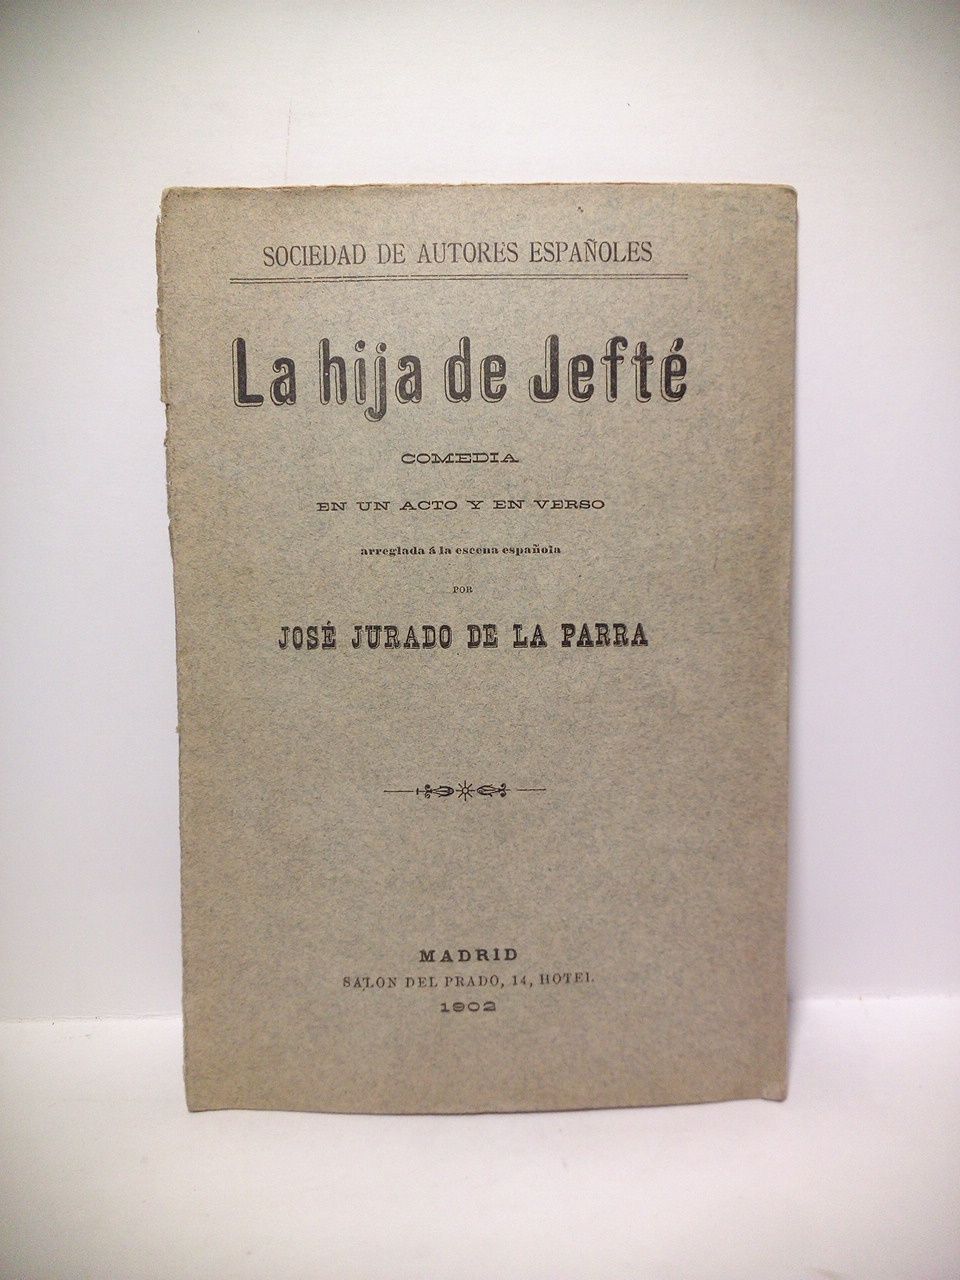 SOCIEDAD DE AUTORES ESPAÑOLES
La hija de Jefté
COMEDIA
EN UN ACTO Y EN VERSO
arreglada á la escena española
POR
JOSÉ JURADO DE LA PARRA
MADRID
SALON DEL PRADO, 14, HOTEL
1902